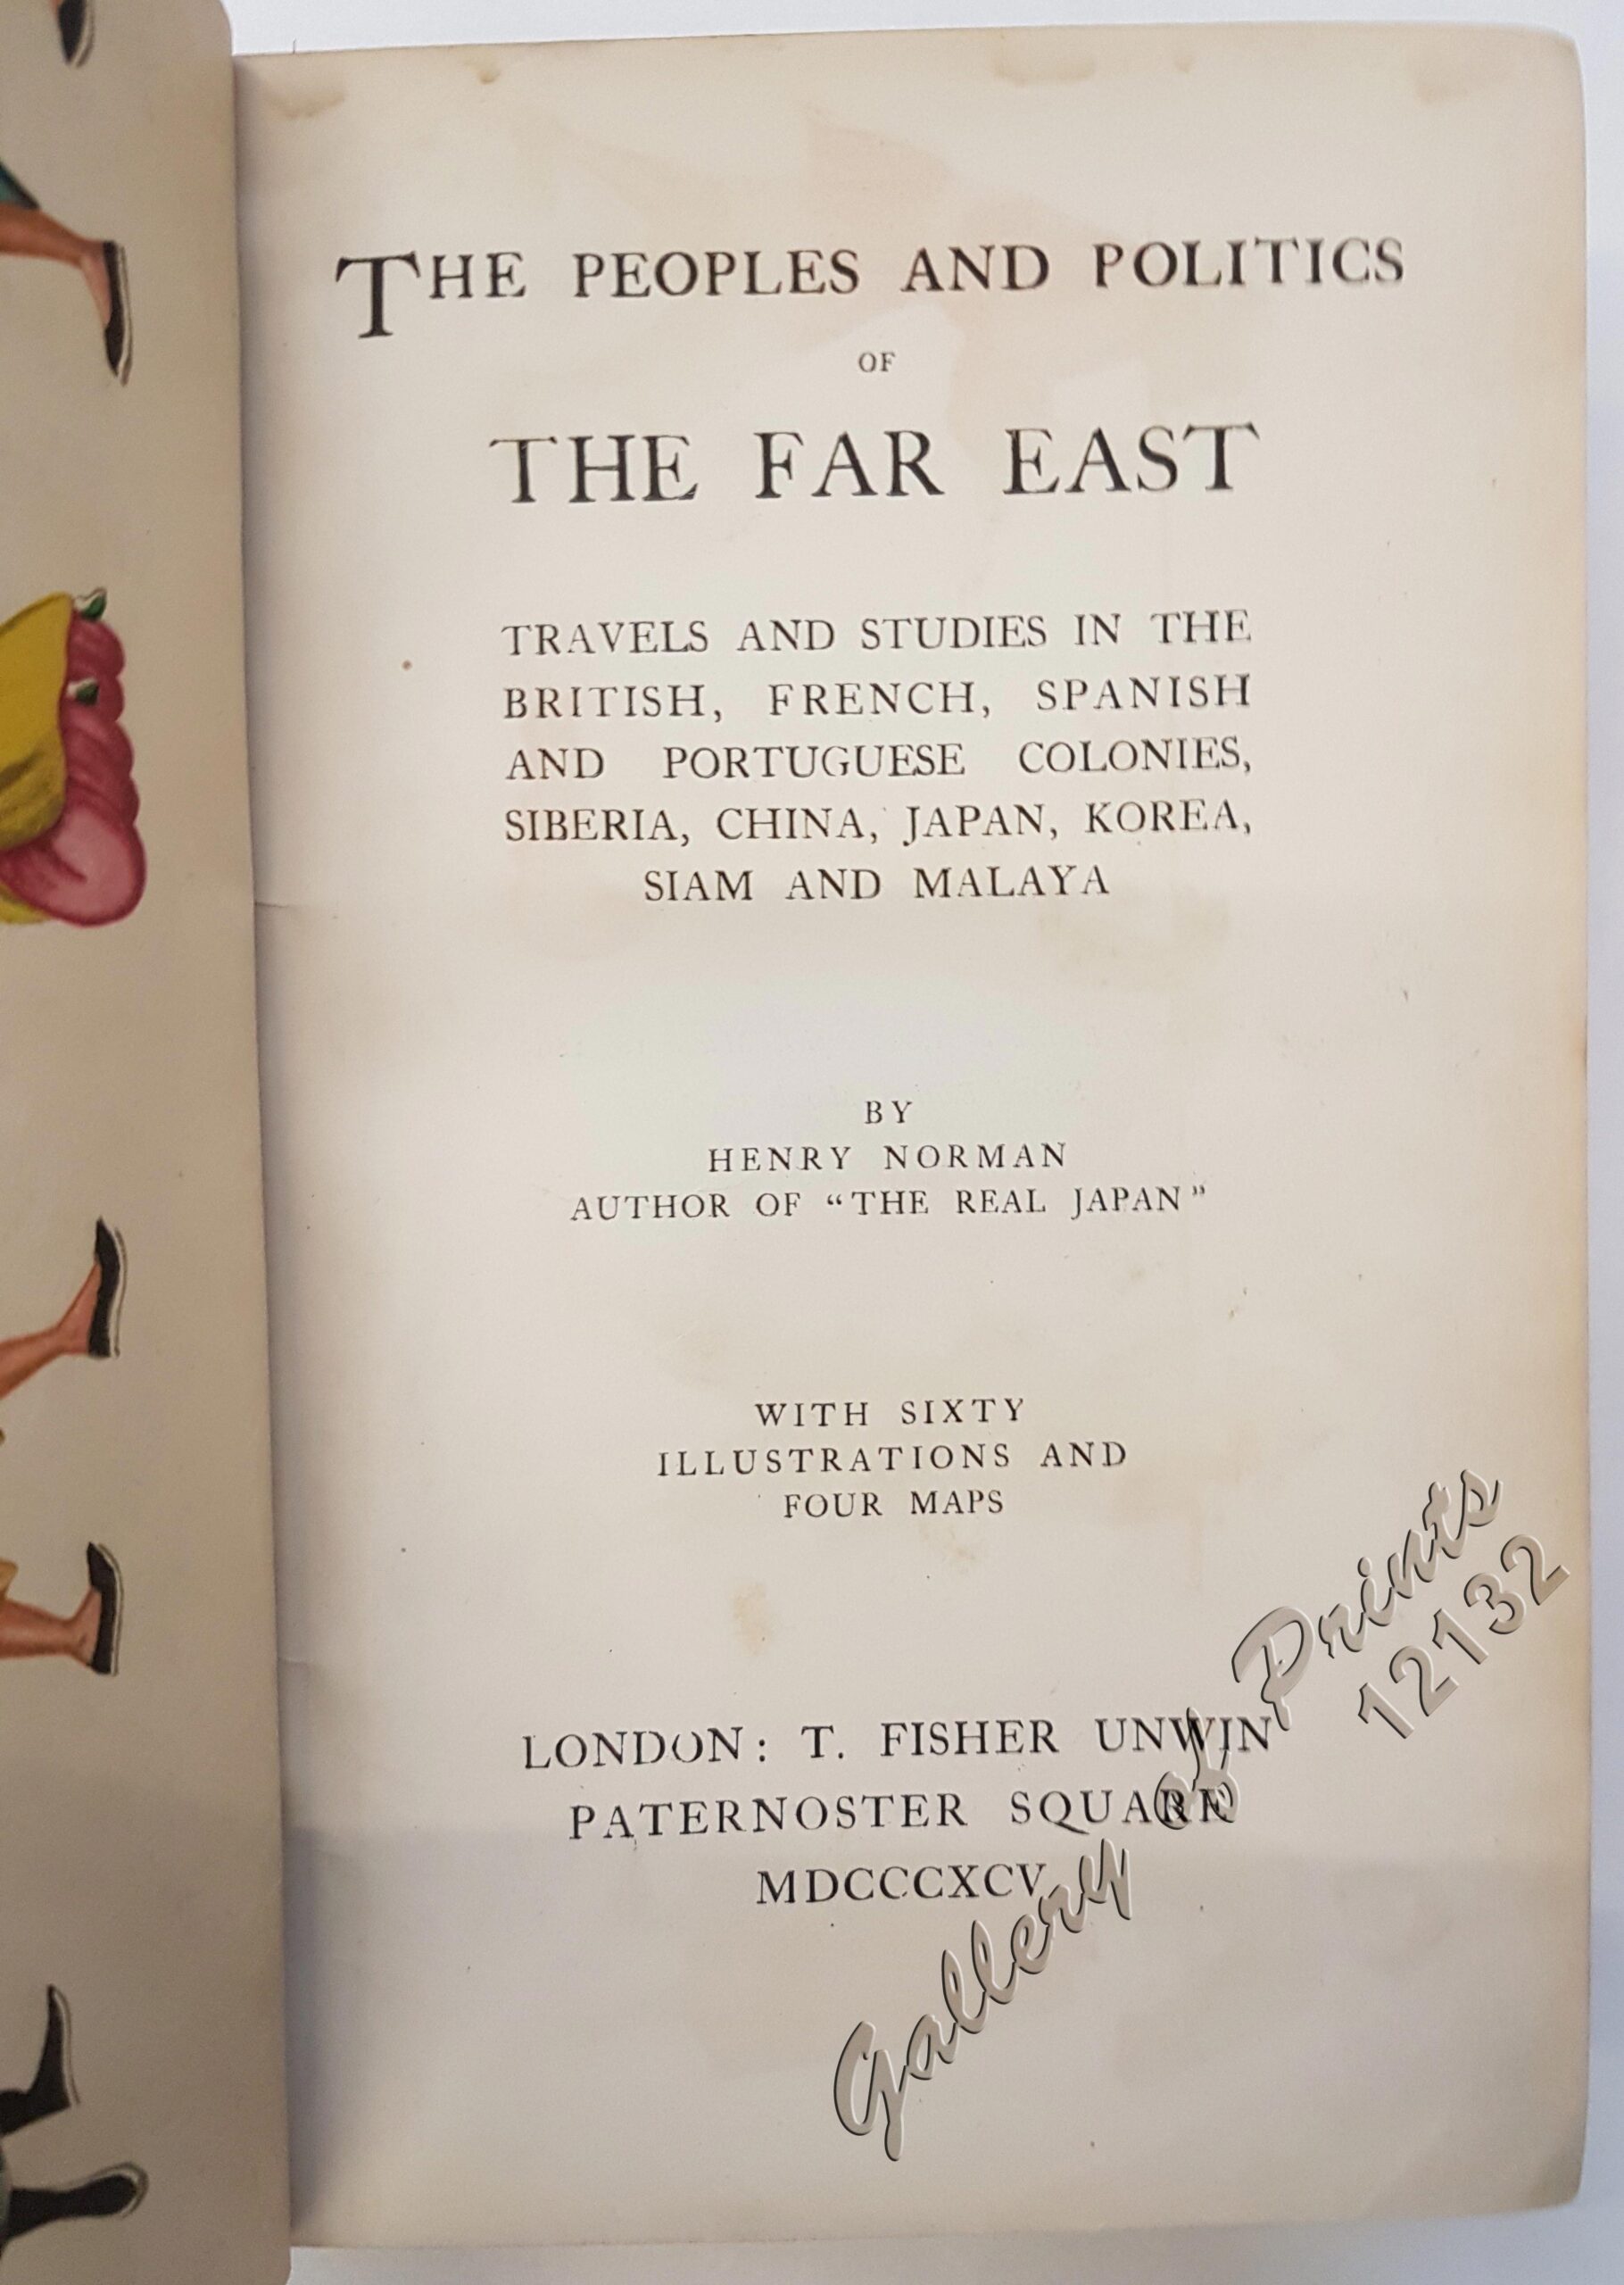 THE PEOPLES AND POLITICS
OF
THE FAR EAST
TRAVELS AND STUDIES IN THE
BRITISH, FRENCH, SPANISH
AND PORTUGUESE COLONIES,
SIBERIA, CHINA, JAPAN, KOREA,
SIAM AND MALAYA
BY
HENRY NORMAN
AUTHOR OF “THE REAL JAPAN”
WITH SIXTY
ILLUSTRATIONS AND
FOUR MAPS
LONDON: T. FISHER UNWIN
PATERNOSTER SQUARE
MDCCCXCV
Gallery of Prints
12132